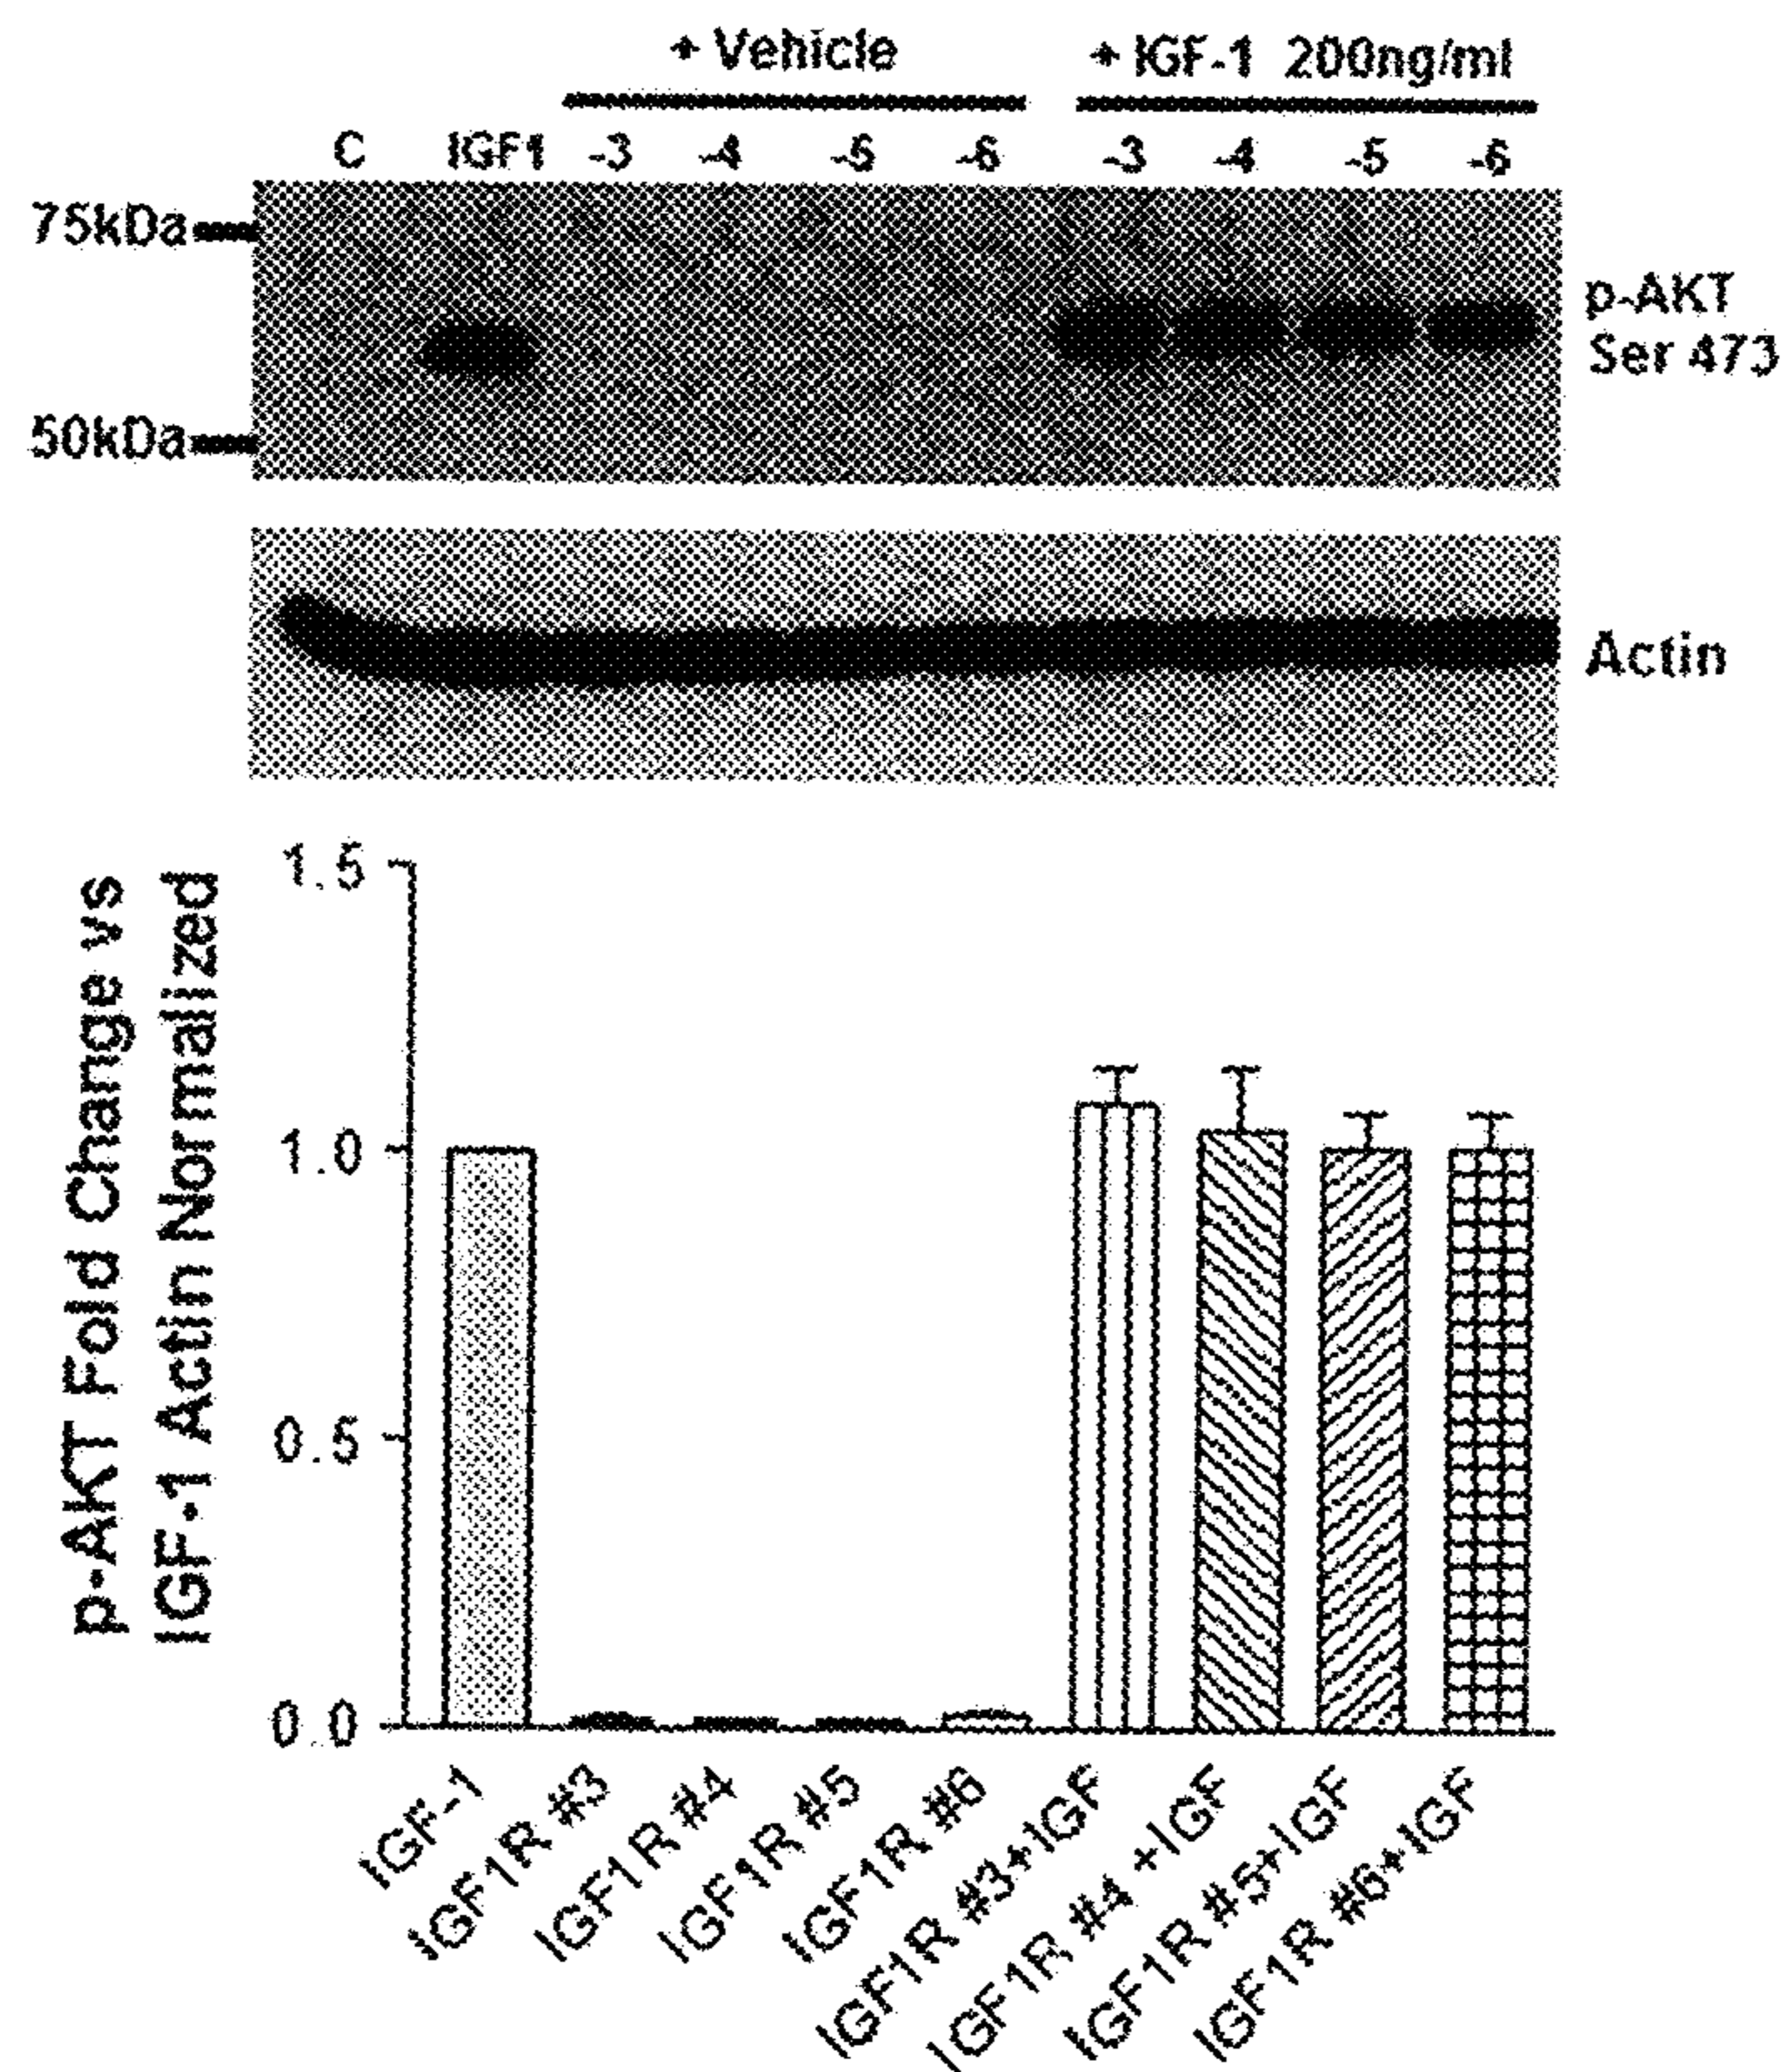 + Vehicle + IGF-1 200ng/ml
C IGF1 -3 -4 -5 -6 -3 -4 -5 -6
75kDa
p-AKT
Ser 473
50kDa
Actin
p-AKT Fold Change vs
IGF-1 Actin Normalized
1.5
1.0
0.5
0.0
IGF-1
IGF1R #3
IGF1R #4
IGF1R #5
IGF1R #6
IGF1R #3+IGF
IGF1R #4 +IGF
IGF1R #5+IGF
IGF1R #6+IGF